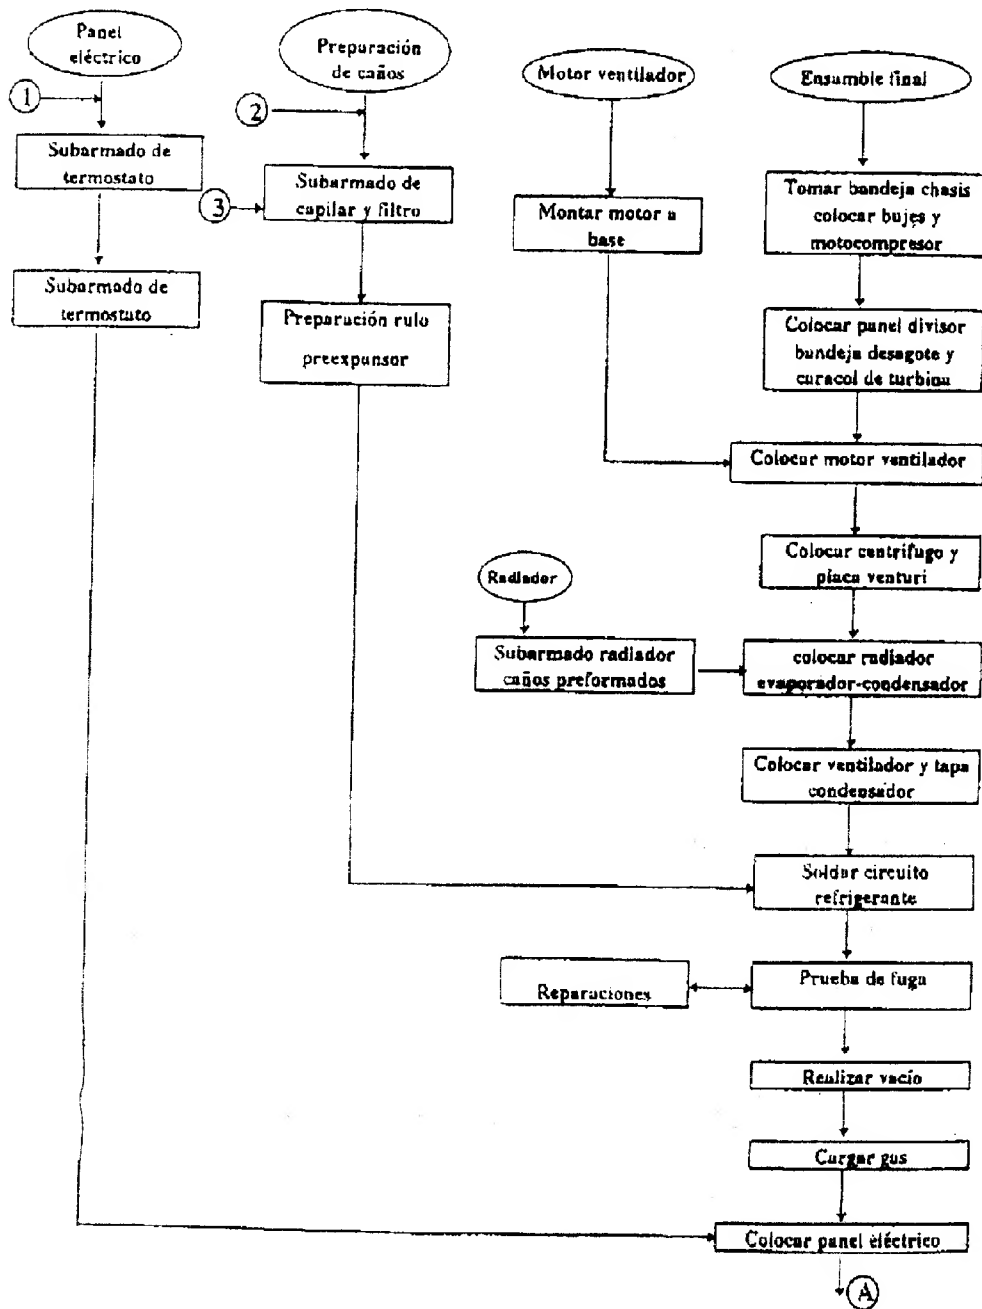 Panel
eléctrico
1
Subarmado de
termostato
Subarmado de
termostato
Preparación
de caños
2
3
Subarmado de
capilar y filtro
Preparación rulo
preexpansor
Motor ventilador
Montar motor a
base
Radiador
Subarmado radiador
caños preformados
Reparaciones
Ensamble final
Tomar bandeja chasis
colocar bujes y
motocompresor
Colocar panel divisor
bandeja desagote y
caracol de turbina
Colocar motor ventilador
Colocar centrífugo y
placa venturi
colocar radiador
evaporador-condensador
Colocar ventilador y tapa
condensador
Soldar circuito
refrigerante
Prueba de fuga
Realizar vacío
Cargar gas
Colocar panel eléctrico
A